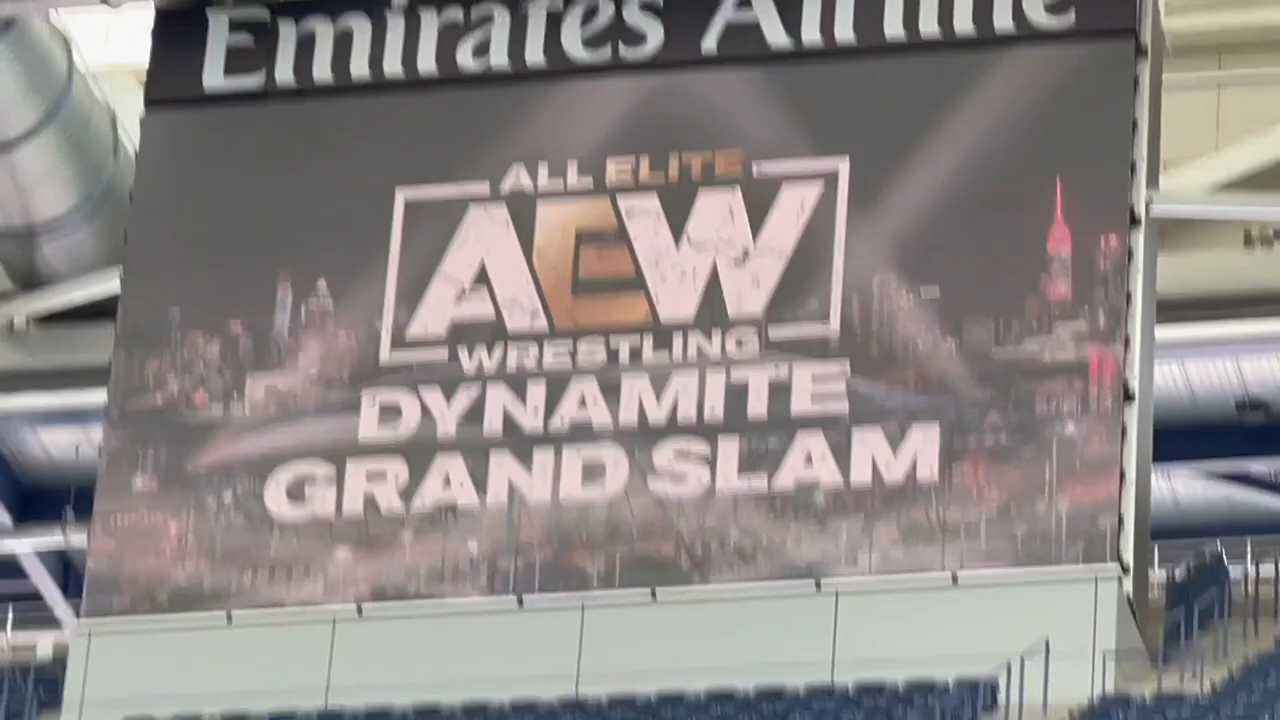 Emirates Airline
ALL ELITE
AEW
WRESTLING
DYNAMITE
GRAND SLAM